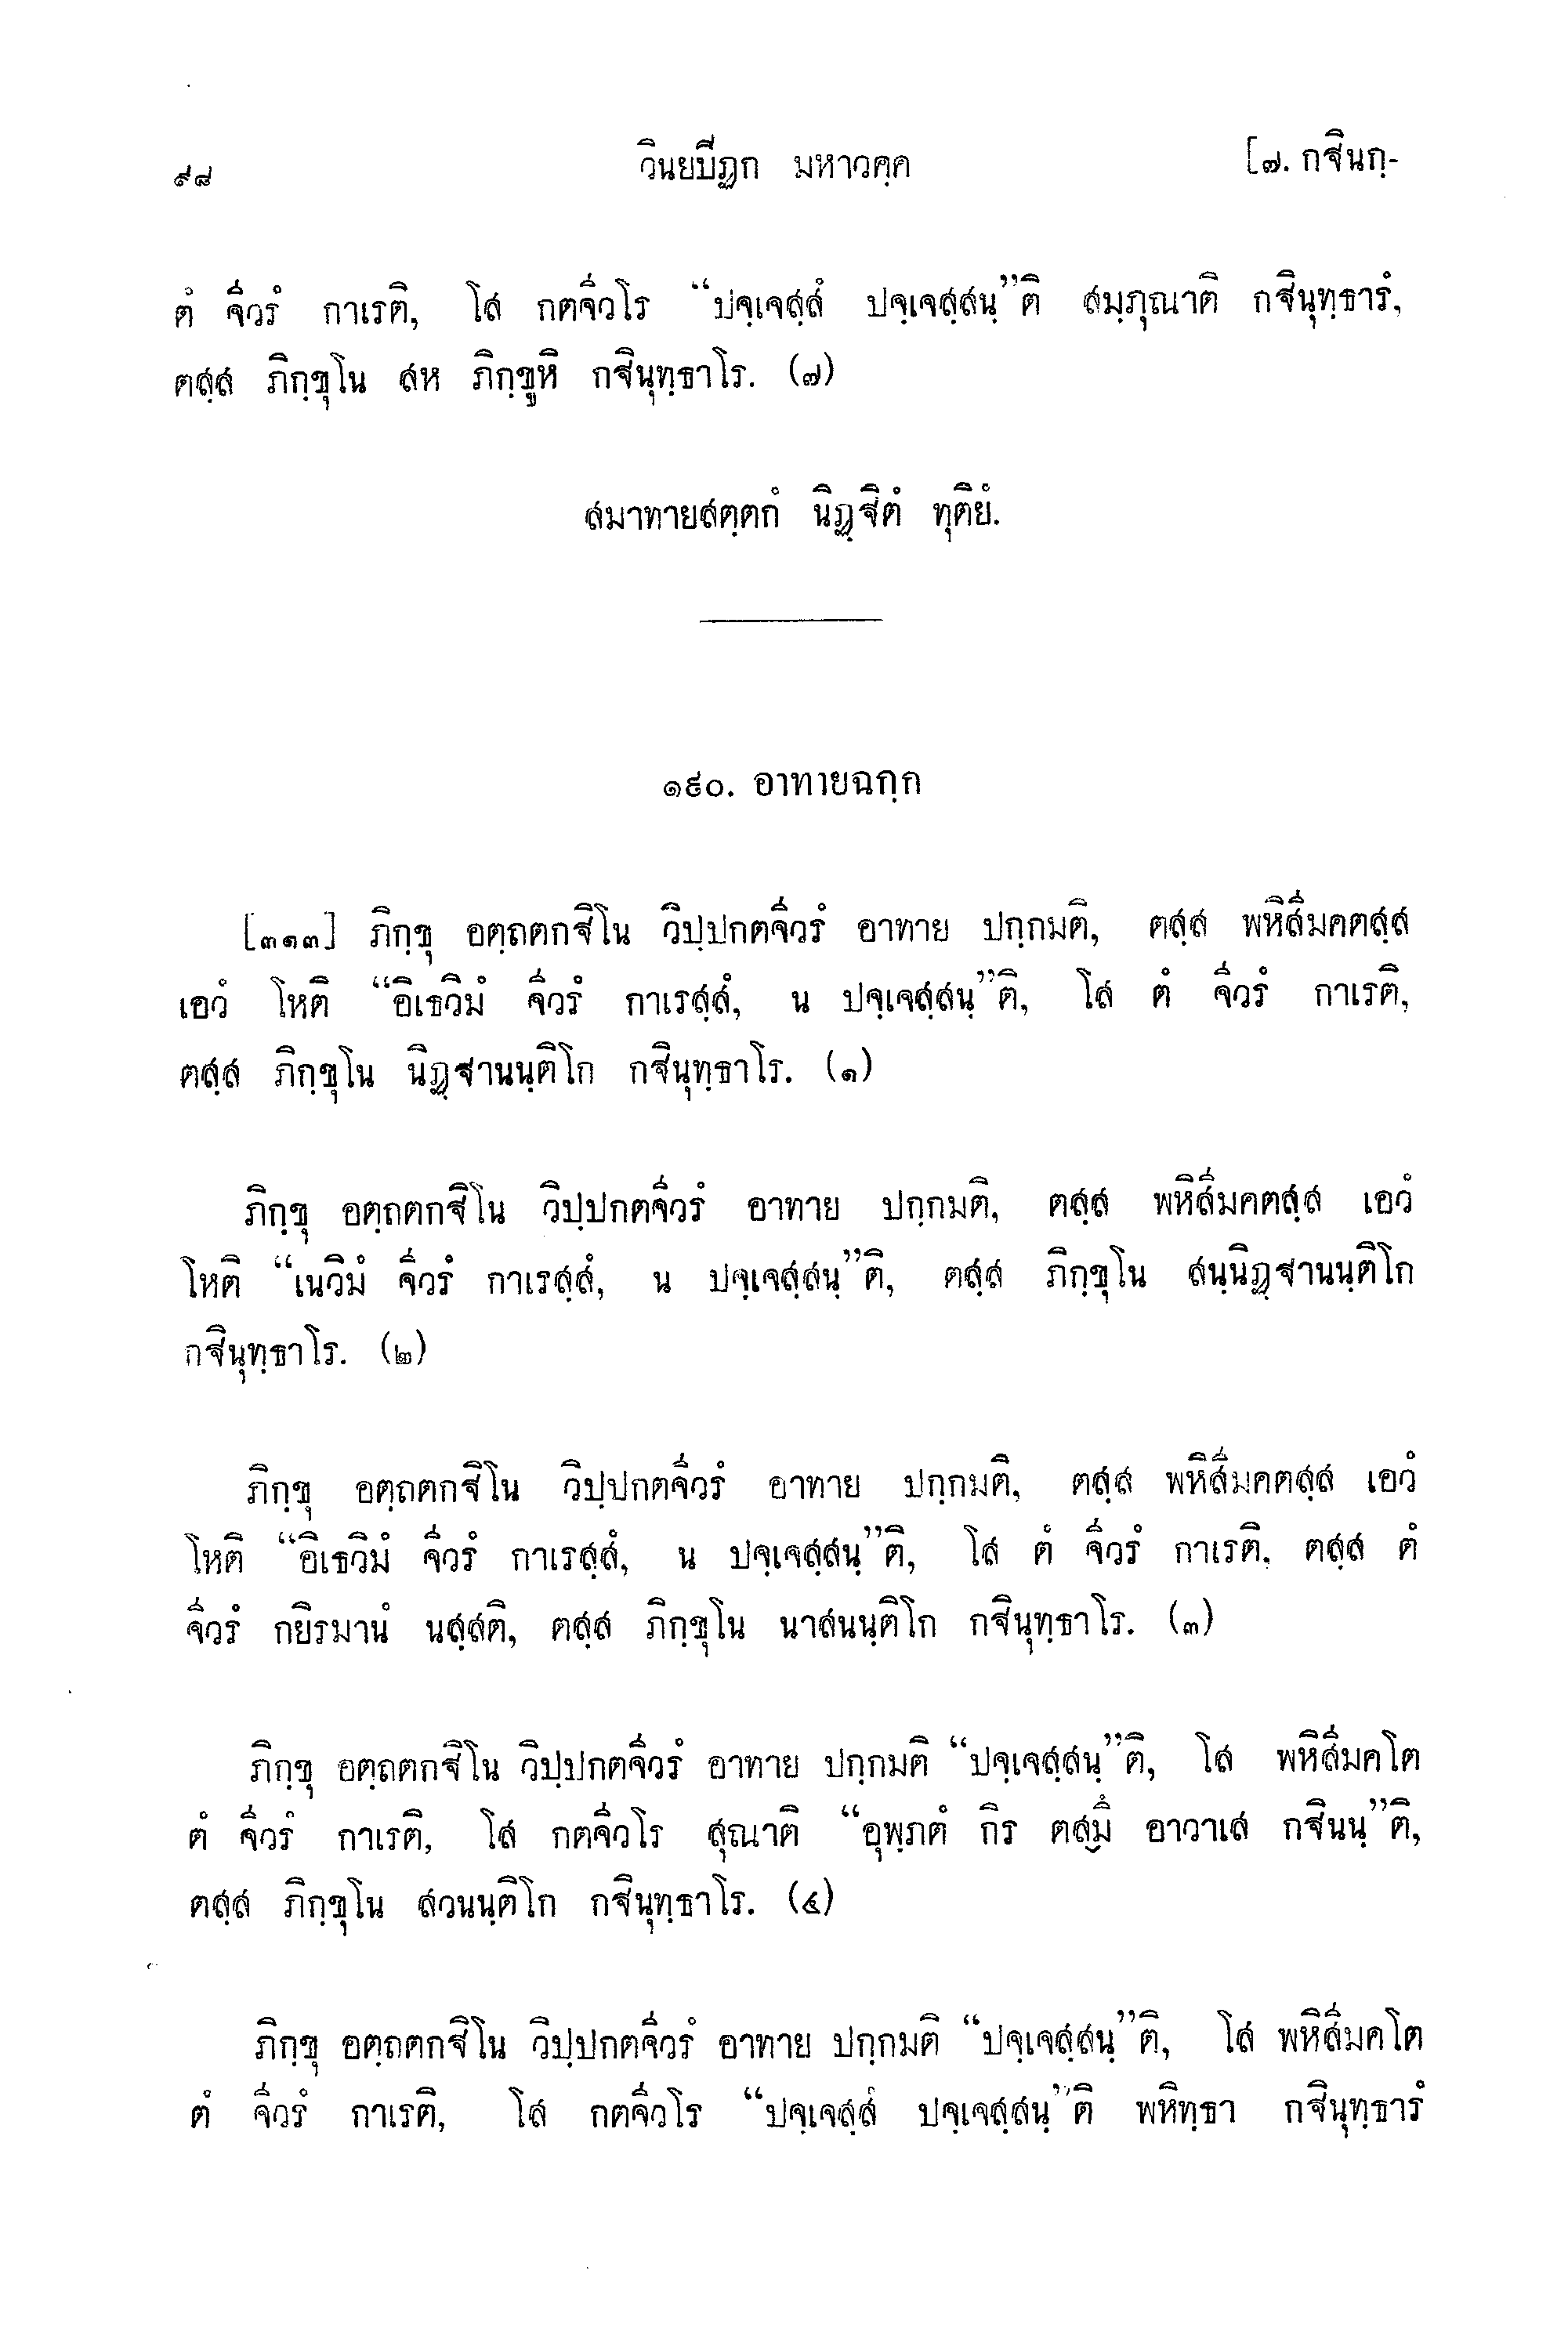 ๙๘ วินยปิฏก มหาวคฺค [๗. กฐินกฺ-
ตํ จีวรํ กาเรติ, โส กตจีวโร “ปจฺเจสฺสํ ปจฺเจสฺสนฺ”ติ สมฺภุณาติ กฐินุทฺธารํ,
ตสฺส ภิกฺขุโน สห ภิกฺขูหิ กฐินุทฺธาโร. (๗)
สมาทายสตฺตกํ นิฏฺฐิตํ ทุติยํ.
๑๙๐. อาทายฉกฺก
[๓๑๓] ภิกฺขุ อตฺถตกฐิโน วิปฺปกตจีวรํ อาทาย ปกฺกมติ, ตสฺส พหิสีมคตสฺส
เอวํ โหติ “อิเธวิมํ จีวรํ กาเรสฺสํ, น ปจฺเจสฺสนฺ”ติ, โส ตํ จีวรํ กาเรติ,
ตสฺส ภิกฺขุโน นิฏฺฐานนฺติโก กฐินุทฺธาโร. (๑)
ภิกฺขุ อตฺถตกฐิโน วิปฺปกตจีวรํ อาทาย ปกฺกมติ, ตสฺส พหิสีมคตสฺส เอวํ
โหติ “เนวิมํ จีวรํ กาเรสฺสํ, น ปจฺเจสฺสนฺ”ติ, ตสฺส ภิกฺขุโน สนฺนิฏฺฐานนฺติโก
กฐินุทฺธาโร. (๒)
ภิกฺขุ อตฺถตกฐิโน วิปฺปกตจีวรํ อาทาย ปกฺกมติ, ตสฺส พหิสีมคตสฺส เอวํ
โหติ “อิเธวิมํ จีวรํ กาเรสฺสํ, น ปจฺเจสฺสนฺ”ติ, โส ตํ จีวรํ กาเรติ, ตสฺส ตํ
จีวรํ กยิรมานํ นสฺสติ, ตสฺส ภิกฺขุโน นาสนนฺติโก กฐินุทฺธาโร. (๓)
ภิกฺขุ อตฺถตกฐิโน วิปฺปกตจีวรํ อาทาย ปกฺกมติ “ปจฺเจสฺสนฺ”ติ, โส พหิสีมคโต
ตํ จีวรํ กาเรติ, โส กตจีวโร สุณาติ “อุพฺภตํ กิร ตสฺมึ อาวาเส กฐินนฺ”ติ,
ตสฺส ภิกฺขุโน สวนนฺติโก กฐินุทฺธาโร. (๔)
ภิกฺขุ อตฺถตกฐิโน วิปฺปกตจีวรํ อาทาย ปกฺกมติ “ปจฺเจสฺสนฺ”ติ, โส พหิสีมคโต
ตํ จีวรํ กาเรติ, โส กตจีวโร “ปจฺเจสฺสํ ปจฺเจสฺสนฺ”ติ พหิทฺธา กฐินุทฺธารํ